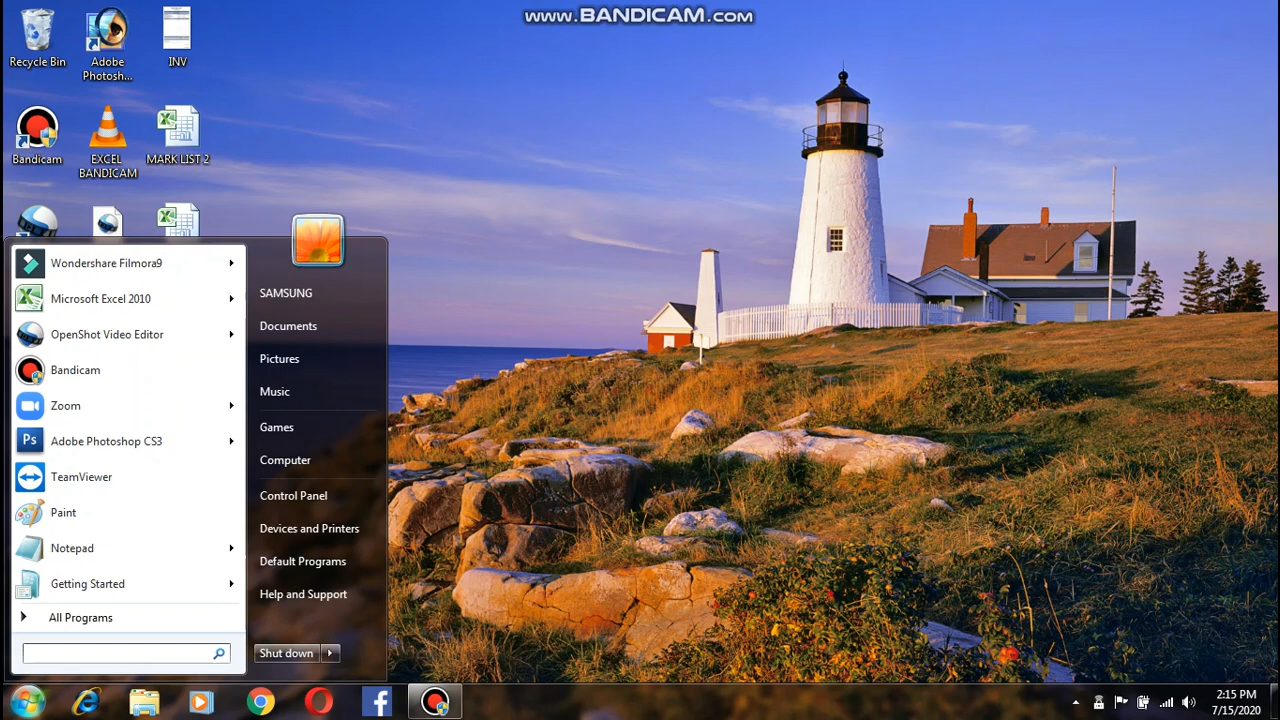 www.BANDICAM.com
Recycle Bin
Adobe
Photosh...
INV
Bandicam
EXCEL
BANDICAM
MARK LIST 2
Wondershare Filmora9
Microsoft Excel 2010
OpenShot Video Editor
Bandicam
Zoom
Ps
Adobe Photoshop CS3
TeamViewer
Paint
Notepad
Getting Started
All Programs
SAMSUNG
Documents
Pictures
Music
Games
Computer
Control Panel
Devices and Printers
Default Programs
Help and Support
Shut down
2:15 PM
7/15/2020